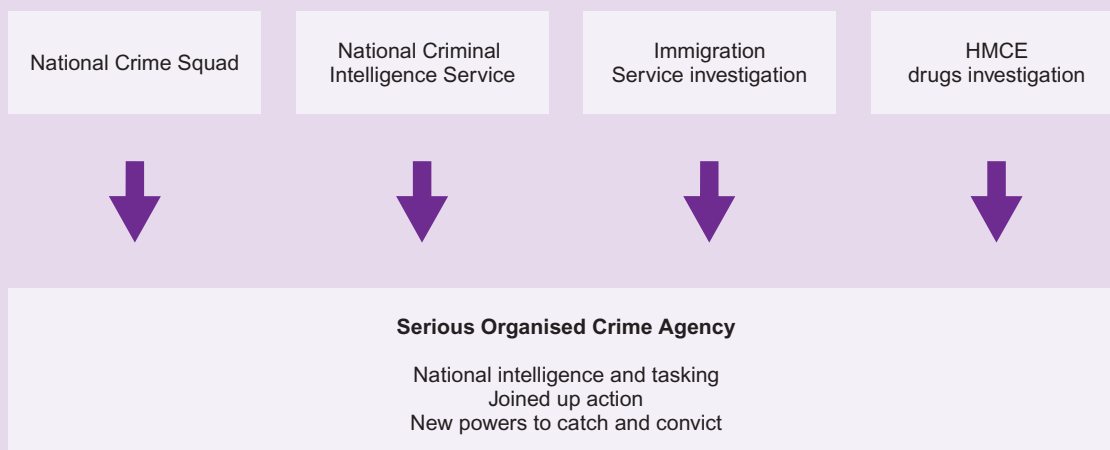 National Crime Squad
National Criminal
Intelligence Service
Immigration
Service investigation
HMCE
drugs investigation
Serious Organised Crime Agency
National intelligence and tasking
Joined up action
New powers to catch and convict